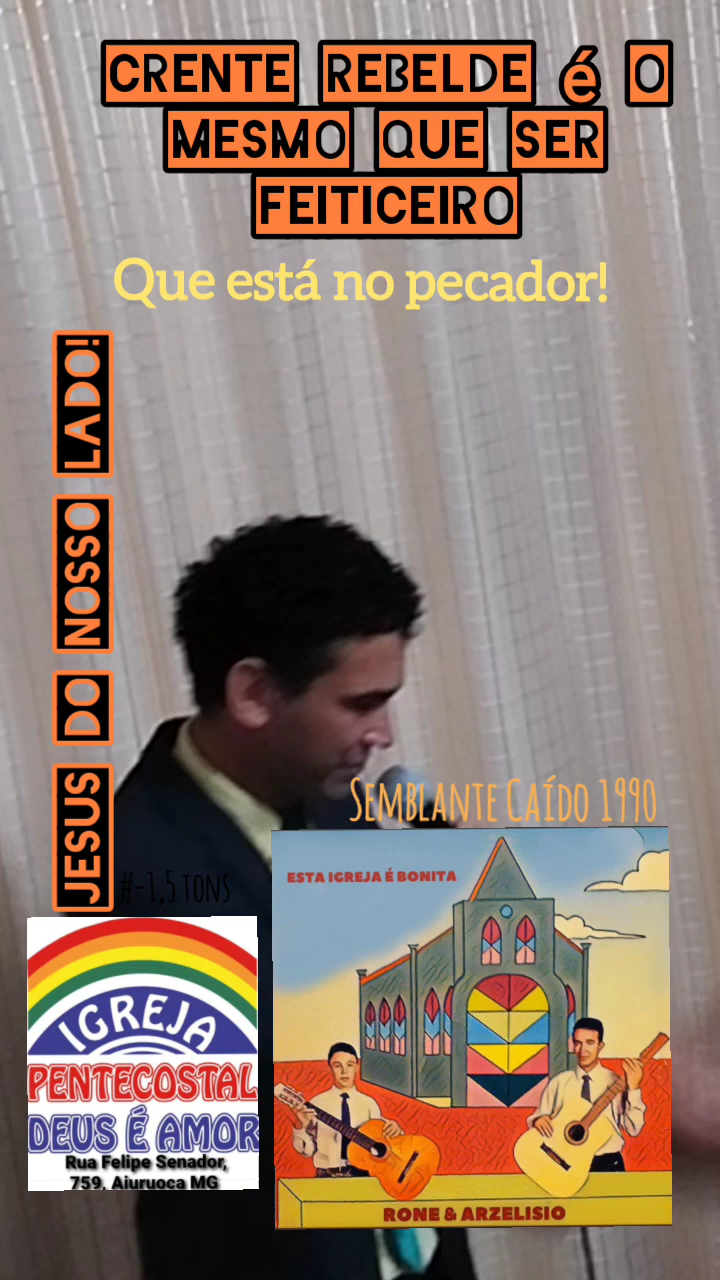 CRENTE REBELDE é O
MESMO QUE SER
FEITICEIRO
Que está no pecador!
JESUS DO NOSSO LADO!
Semblante Caído 1990
#-1,5 tons
ESTA IGREJA É BONITA
RONE & ARZELISIO
IGREJA
PENTECOSTAL
DEUS É AMOR
Rua Felipe Senador,
759, Aiuruoca MG